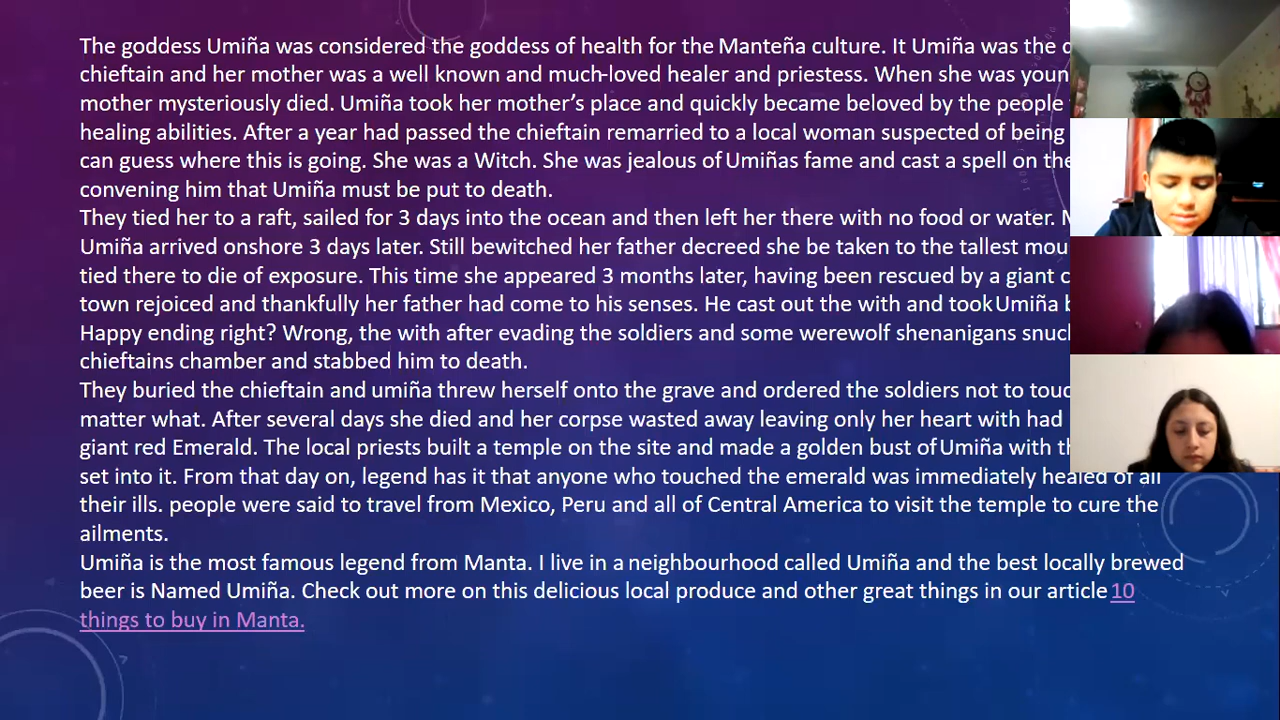 The goddess Umiña was considered the goddess of health for the Manteña culture. It Umiña was the
chieftain and her mother was a well known and much-loved healer and priestess. When she was
mother mysteriously died. Umiña took her mother's place and quickly became beloved by the people
healing abilities. After a year had passed the chieftain remarried to a local woman suspected of being
can guess where this is going. She was a Witch. She was jealous of Umiñas fame and cast a spell on
convening him that Umiña must be put to death.
They tied her to a raft, sailed for 3 days into the ocean and then left her there with no food or water.
Umiña arrived onshore 3 days later. Still bewitched her father decreed she be taken to the tallest
tied there to die of exposure. This time she appeared 3 months later, having been rescued by a giant
town rejoiced and thankfully her father had come to his senses. He cast out the with and took Umiña
Happy ending right? Wrong, the with after evading the soldiers and some werewolf shenanigans
chieftains chamber and stabbed him to death.
They buried the chieftain and umiña threw herself onto the grave and ordered the soldiers not to
matter what. After several days she died and her corpse wasted away leaving only her heart with had
giant red Emerald. The local priests built a temple on the site and made a golden bust of Umiña with
set into it. From that day on, legend has it that anyone who touched the emerald was immediately healed of all
their ills. people were said to travel from Mexico, Peru and all of Central America to visit the temple to cure the
ailments.
Umiña is the most famous legend from Manta. I live in a neighbourhood called Umiña and the best locally brewed
beer is Named Umiña. Check out more on this delicious local produce and other great things in our article 10
things to buy in Manta.